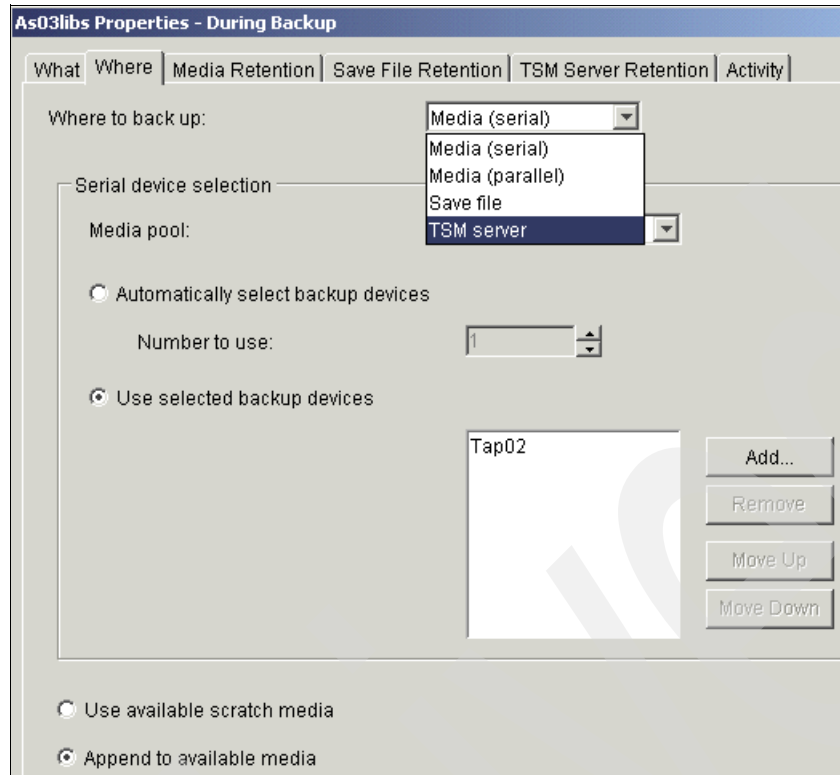 As03libs Properties - During Backup
What Where Media Retention Save File Retention TSM Server Retention Activity
Where to back up: Media (serial)
Media (serial)
Media (parallel)
Save file
TSM server
Serial device selection
Media pool:
Automatically select backup devices
Number to use: 1
Use selected backup devices
Tap02
Add...
Remove
Move Up
Move Down
Use available scratch media
Append to available media